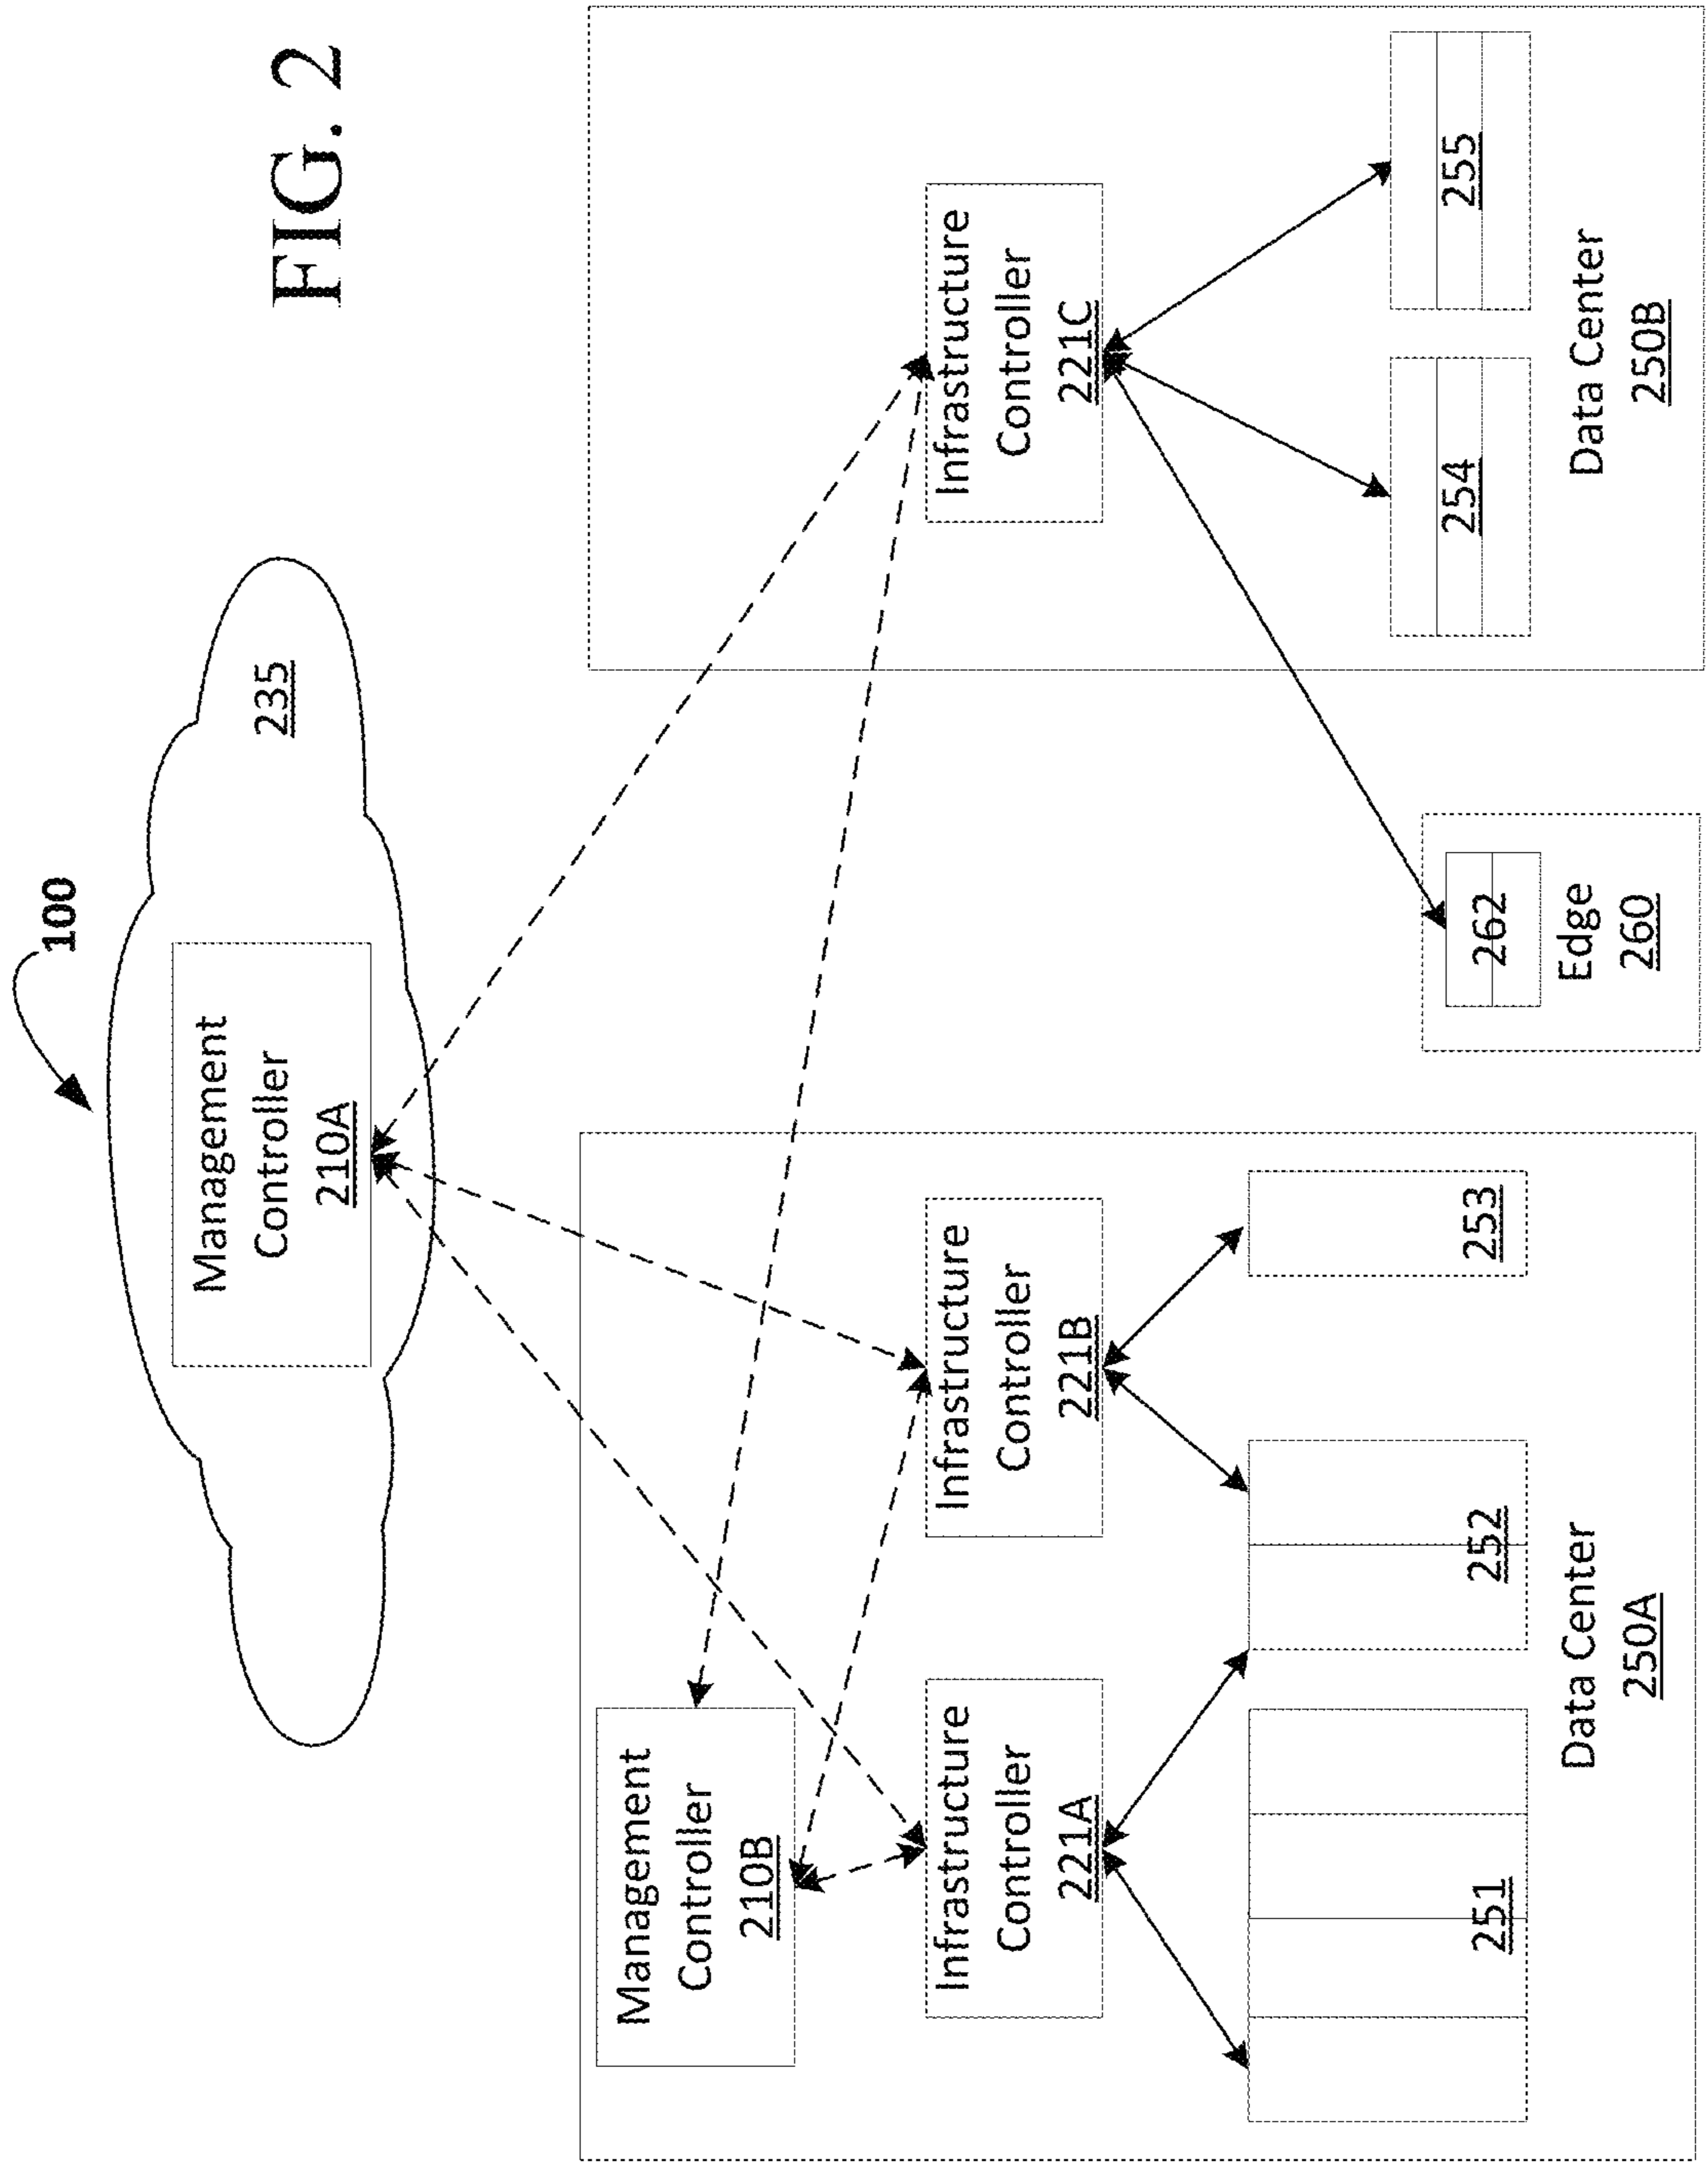 FIG. 2
100
235
Management
Controller
210A
Management
Controller
210B
Infrastructure
Controller
221A
Infrastructure
Controller
221B
Infrastructure
Controller
221C
251
252
253
Data Center
250A
262
Edge
260
254
255
Data Center
250B